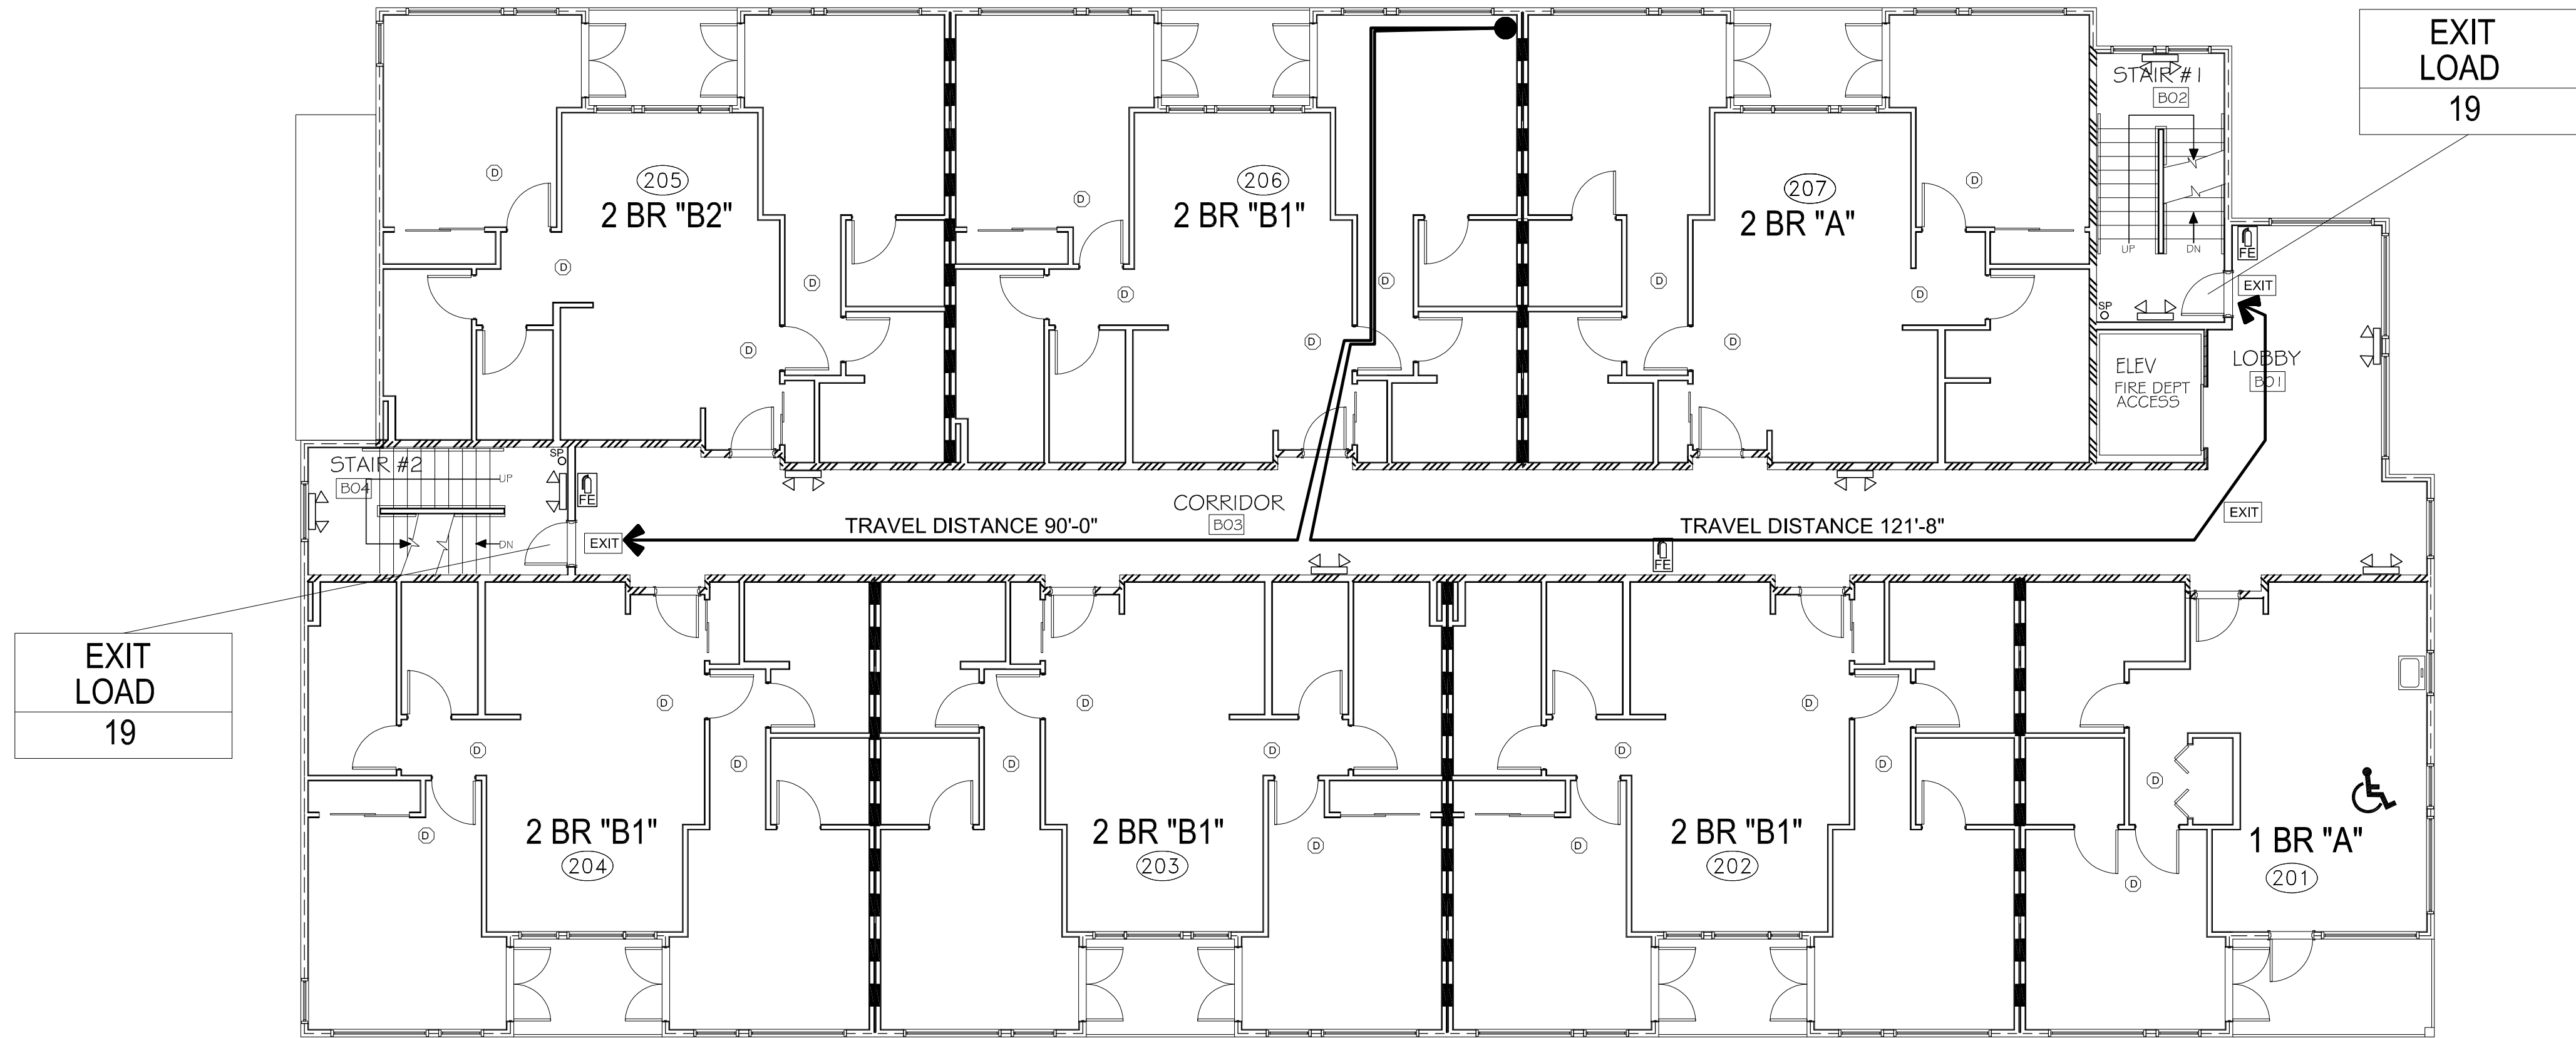 EXIT
LOAD
19
STAIR #1
B02
UP
DN
FE
EXIT
SP
205
2 BR "B2"
206
2 BR "B1"
207
2 BR "A"
D
D
D
D
D
D
D
D
D
D
D
D
ELEV
FIRE DEPT
ACCESS
LOBBY
B01
STAIR #2
B04
UP
DN
SP
FE
EXIT
CORRIDOR
B03
TRAVEL DISTANCE 90'-0"
TRAVEL DISTANCE 121'-8"
EXIT
FE
EXIT
LOAD
19
D
D
D
D
D
D
D
D
D
D
D
D
D
D
2 BR "B1"
204
2 BR "B1"
203
2 BR "B1"
202
1 BR "A"
201